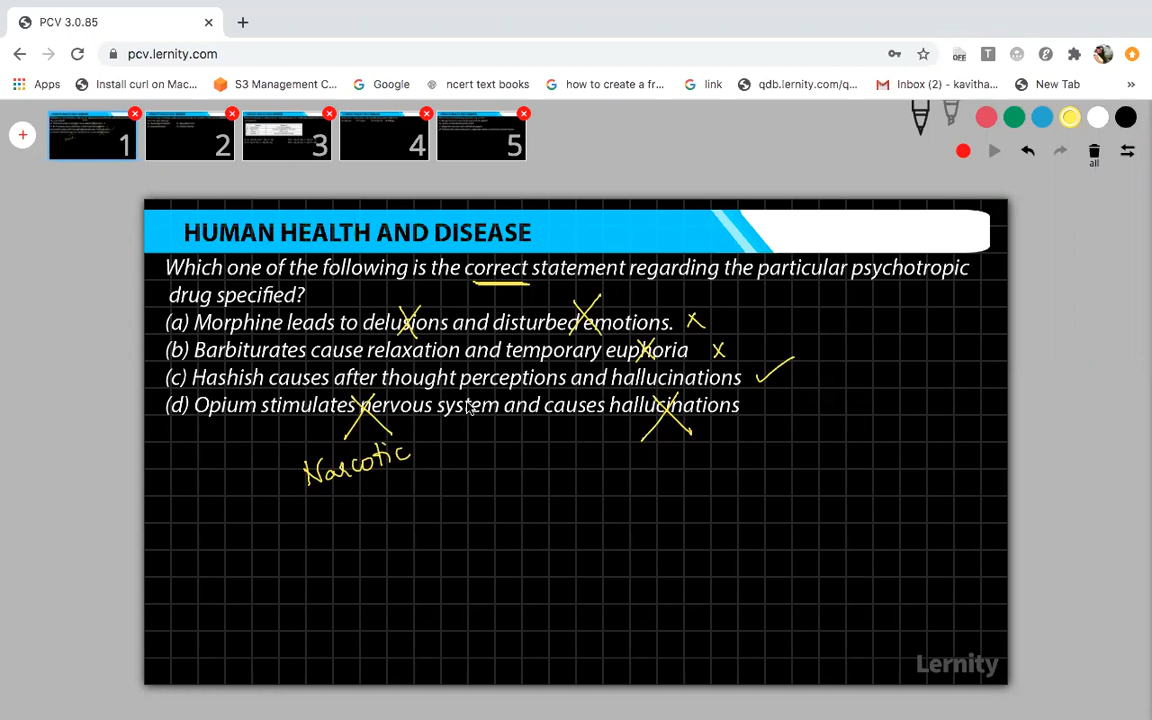 PCV 3.0.85
pcv.lernity.com
OFF
T
Apps
Install curl on Mac...
S3 Management C...
Google
ncert text books
how to create a fr...
link
qdb.lernity.com/q...
Inbox (2) - kavitha...
New Tab
»
1
2
3
4
5
all
HUMAN HEALTH AND DISEASE
Which one of the following is the correct statement regarding the particular psychotropic
drug specified?
(a) Morphine leads to delusions and disturbed emotions. x
(b) Barbiturates cause relaxation and temporary euphoria x
(c) Hashish causes after thought perceptions and hallucinations ✓
(d) Opium stimulates nervous system and causes hallucinations
Narcotic
Lernity